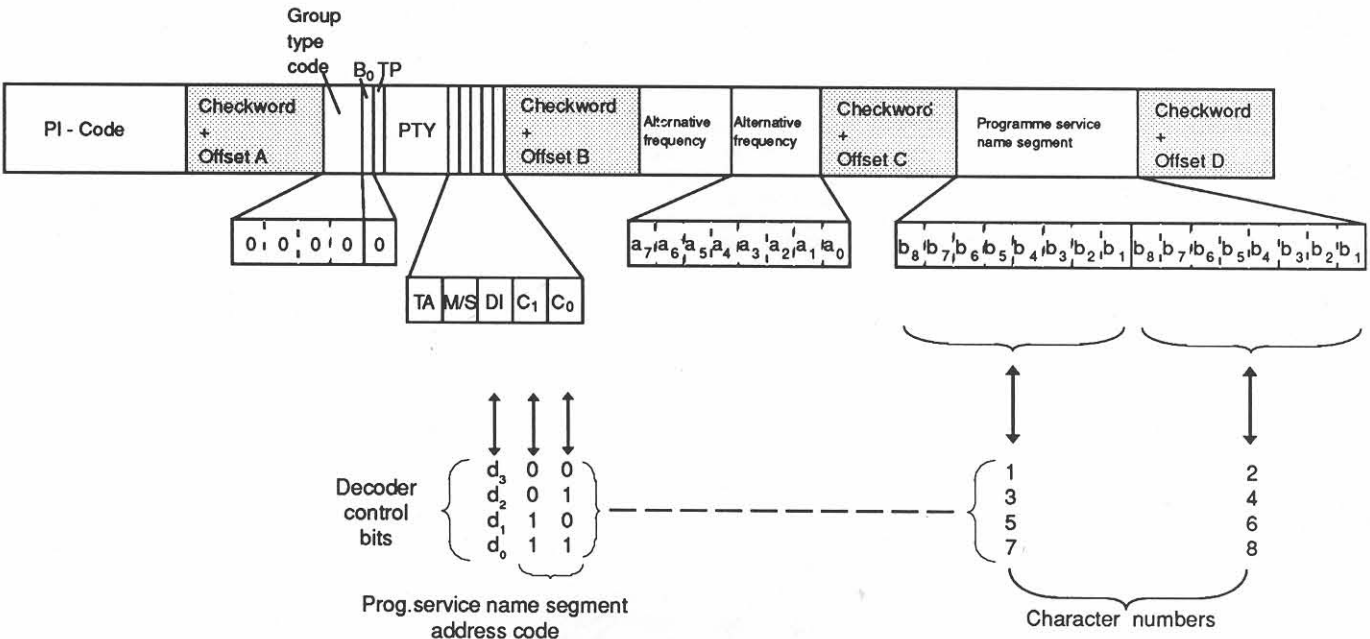 Group
type
code
B₀ TP
PI - Code
Checkword
+
Offset A
PTY
Checkword
+
Offset B
Alternative
frequency
Alternative
frequency
Checkword
+
Offset C
Programme service
name segment
Checkword
+
Offset D
0 0 0 0 0
a₇ a₆ a₅ a₄ a₃ a₂ a₁ a₀
b₈ b₇ b₆ b₅ b₄ b₃ b₂ b₁ b₈ b₇ b₆ b₅ b₄ b₃ b₂ b₁
TA M/S DI C₁ C₀
Decoder
control
bits
d₃ 0 0
d₂ 0 1
d₁ 1 0
d₀ 1 1
1 2
3 4
5 6
7 8
Prog.service name segment
address code
Character numbers